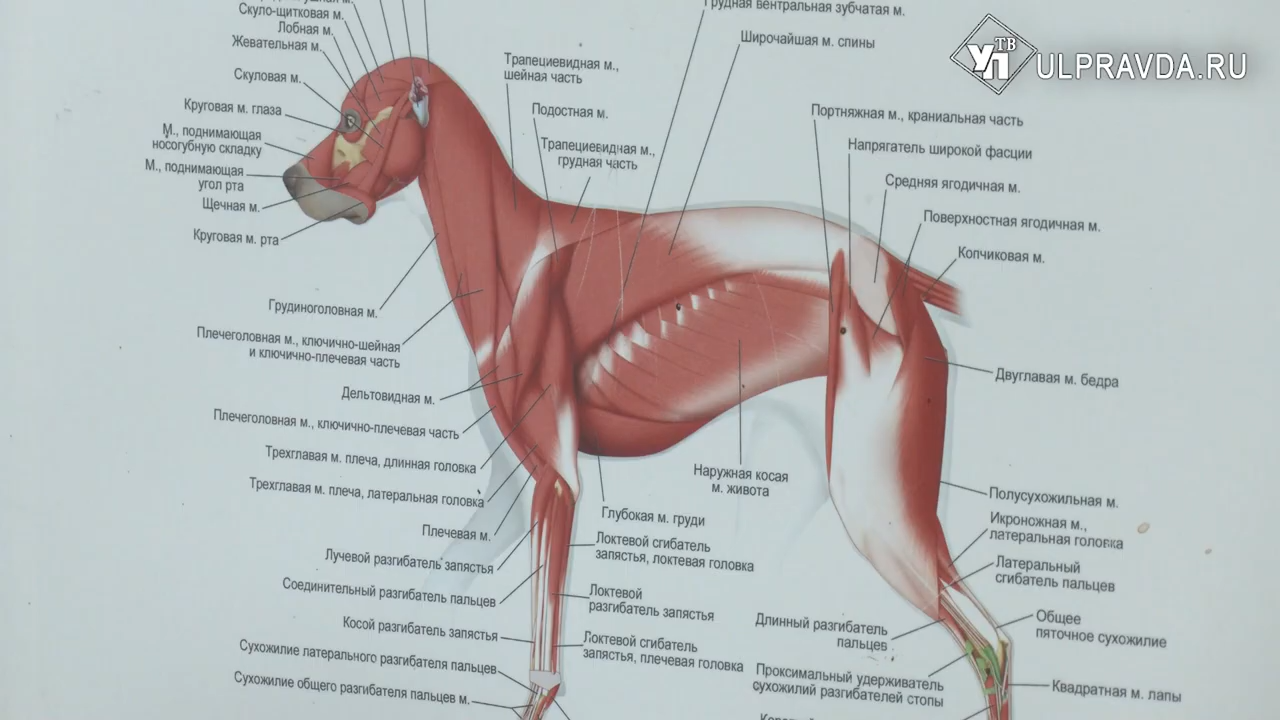 Скуло-щитковая м.
Лобная м.
Жевательная м.
Скуловая м.
Круговая м. глаза
М., поднимающая
носогубную складку
М., поднимающая
угол рта
Щечная м.
Круговая м. рта
Грудиноголовная м.
Плечеголовная м., ключично-шейная
и ключично-плечевая часть
Дельтовидная м.
Плечеголовная м., ключично-плечевая часть
Трехглавая м. плеча, длинная головка
Трехглавая м. плеча, латеральная головка
Плечевая м.
Лучевой разгибатель запястья
Соединительный разгибатель пальцев
Косой разгибатель запястья
Сухожилие латерального разгибателя пальцев
Сухожилие общего разгибателя пальцев м.
Трапециевидная м.,
шейная часть
Подостная м.
Трапециевидная м.,
грудная часть
Грудная вентральная зубчатая м.
Широчайшая м. спины
Портняжная м., краниальная часть
Напрягатель широкой фасции
Средняя ягодичная м.
Поверхностная ягодичная м.
Копчиковая м.
Двуглавая м. бедра
Наружная косая
м. живота
Глубокая м. груди
Локтевой сгибатель
запястья, локтевая головка
Локтевой
разгибатель запястья
Локтевой сгибатель
запястья, плечевая головка
Полусухожильная м.
Икроножная м.,
латеральная головка
Латеральный
сгибатель пальцев
Общее
пяточное сухожилие
Длинный разгибатель
пальцев
Проксимальный удерживатель
сухожилий разгибателей стопы
Квадратная м. лапы
УП ТВ
ULPRAVDA.RU